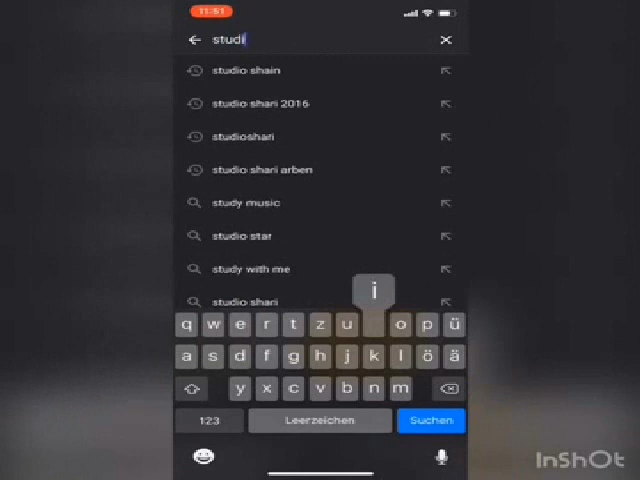 11:51
studi
studio shain
studio shari 2016
studioshari
studio shari arben
study music
studio star
study with me
studio shari
i
q w e r t z u o p ü
a s d f g h j k l ö ä
y x c v b n m
123 Leerzeichen Suchen
InShOt